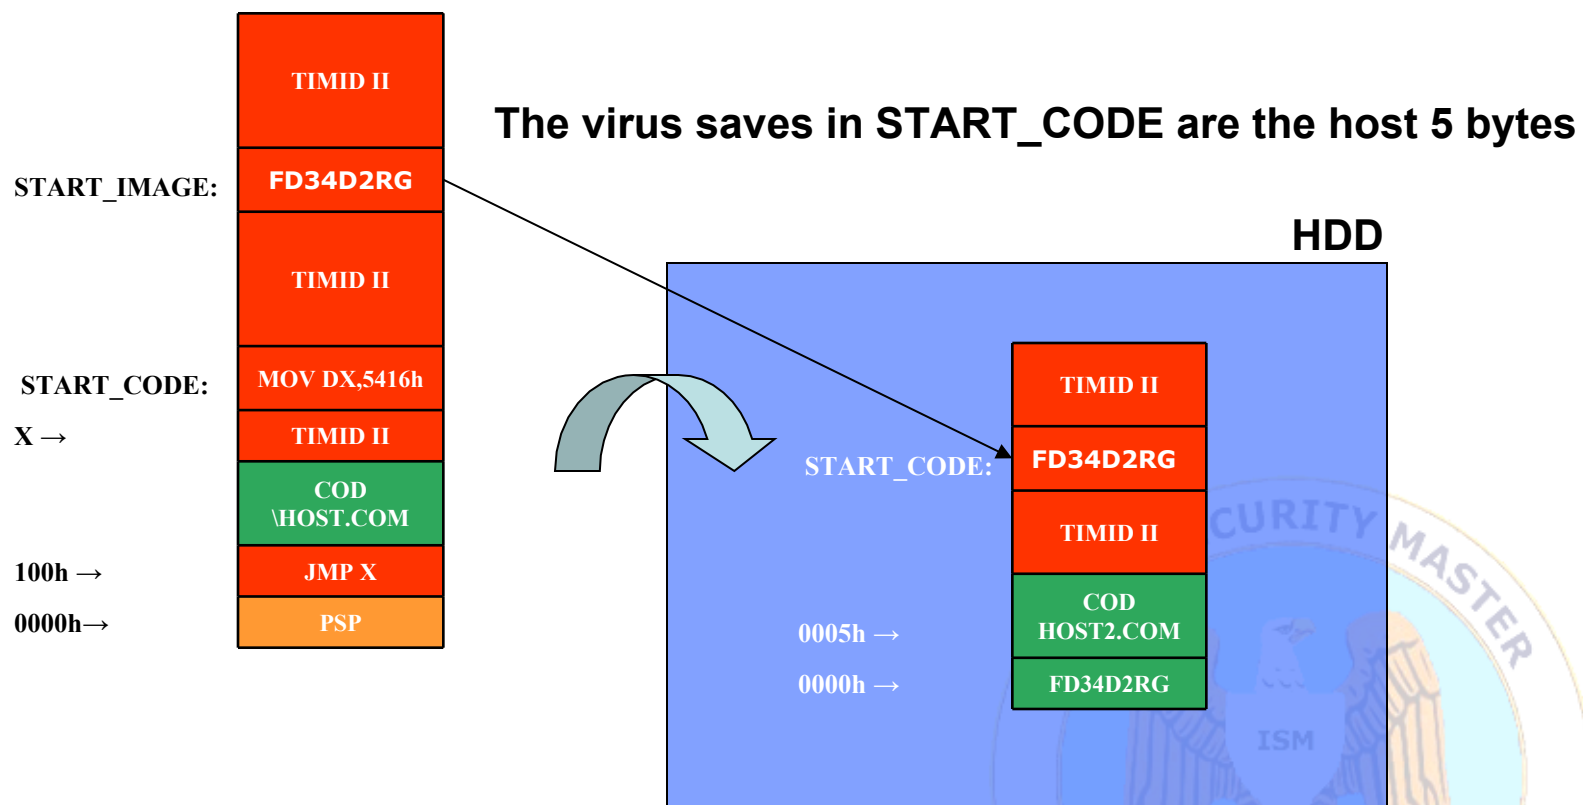 TIMID II
The virus saves in START_CODE are the host 5 bytes
START_IMAGE:
FD34D2RG
TIMID II
START_CODE:
MOV DX,5416h
X →
TIMID II
COD
\HOST.COM
100h →
JMP X
0000h→
PSP
HDD
TIMID II
START_CODE:
FD34D2RG
TIMID II
COD
0005h →
HOST2.COM
0000h →
FD34D2RG
CURITY MASTER
ISM